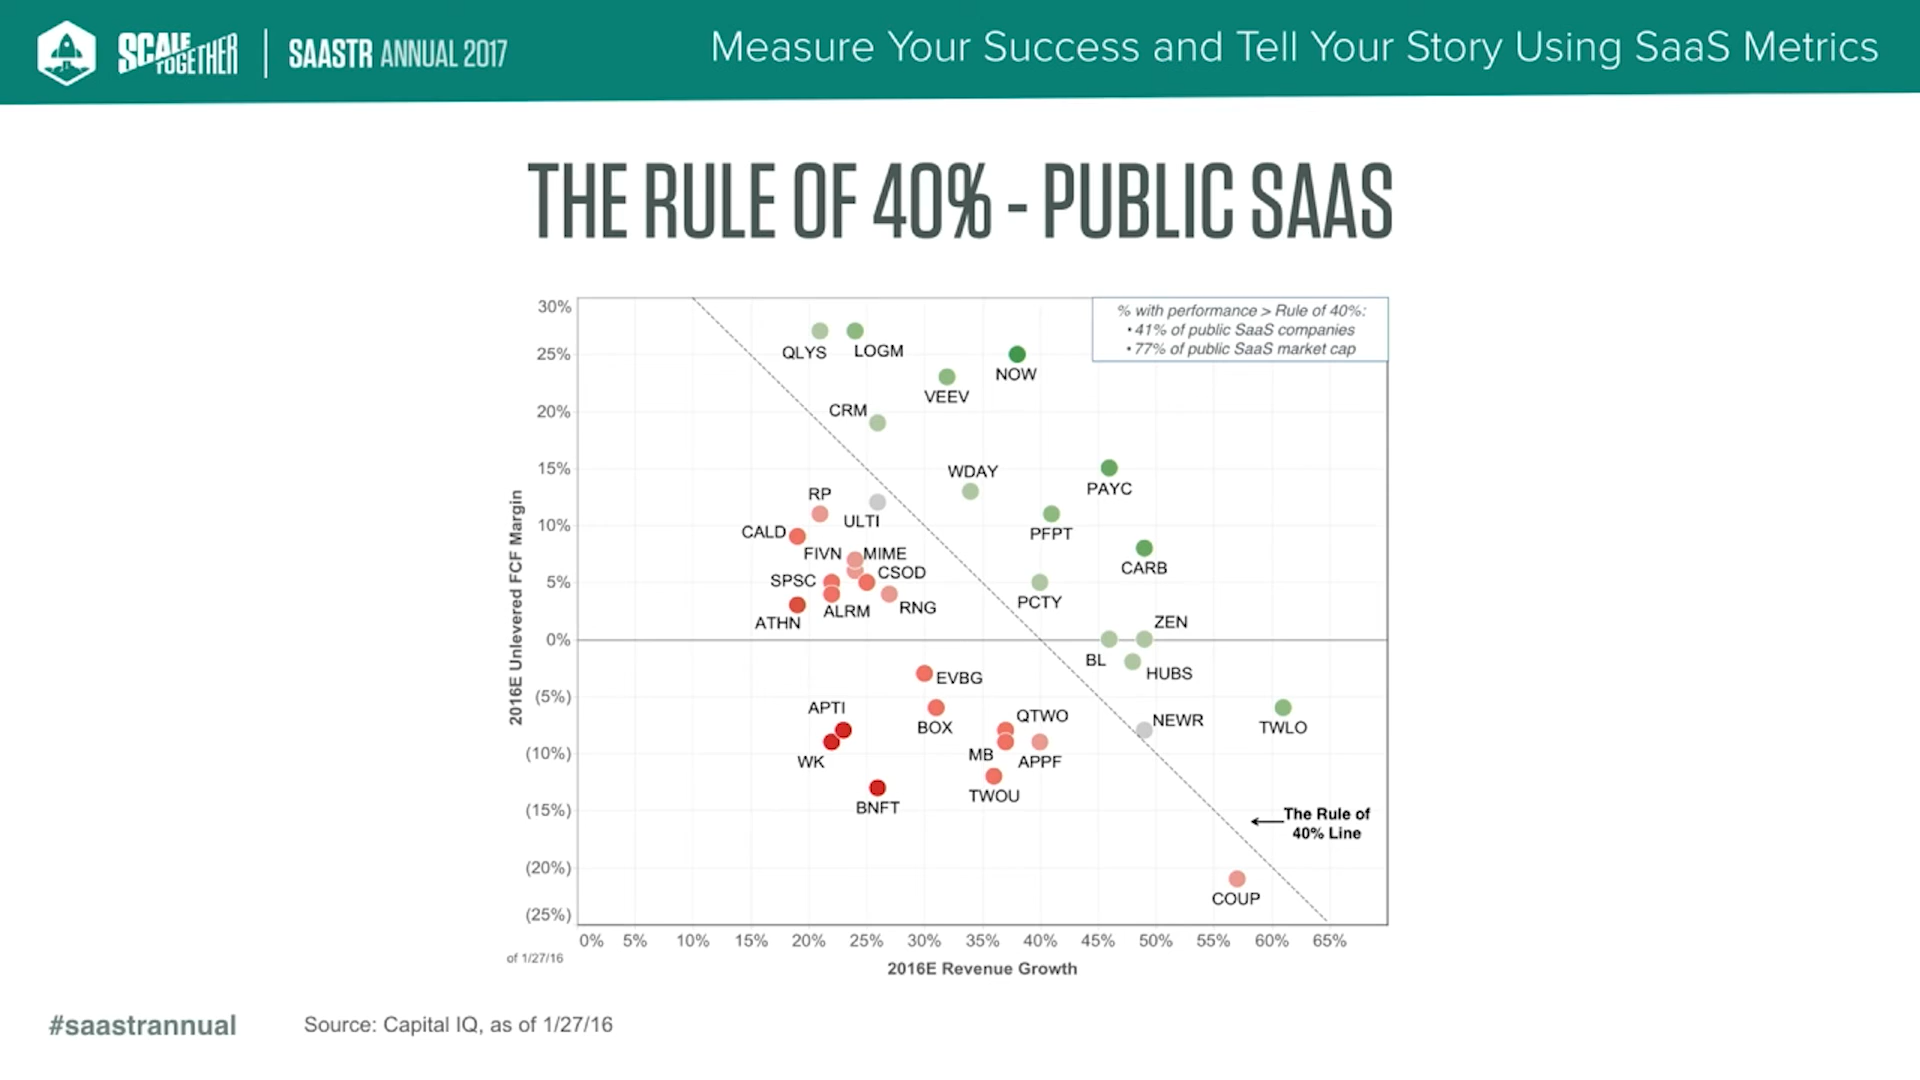 SCALE
TOGETHER
SAASTR ANNUAL 2017
Measure Your Success and Tell Your Story Using SaaS Metrics
THE RULE OF 40% - PUBLIC SAAS
% with performance > Rule of 40%:
• 41% of public SaaS companies
• 77% of public SaaS market cap
2016E Unlevered FCF Margin
30%
25%
20%
15%
10%
5%
0%
(5%)
(10%)
(15%)
(20%)
(25%)
QLYS
LOGM
NOW
VEEV
CRM
WDAY
PAYC
RP
ULTI
PFPT
CALD
FIVN
MIME
CARB
SPSC
CSOD
PCTY
ALRM
RNG
ATHN
ZEN
BL
HUBS
EVBG
APTI
QTWO
NEWR
BOX
TWLO
MB
WK
APPF
TWOU
BNFT
The Rule of
40% Line
COUP
0% 5% 10% 15% 20% 25% 30% 35% 40% 45% 50% 55% 60% 65%
of 1/27/16
2016E Revenue Growth
#saastrannual
Source: Capital IQ, as of 1/27/16